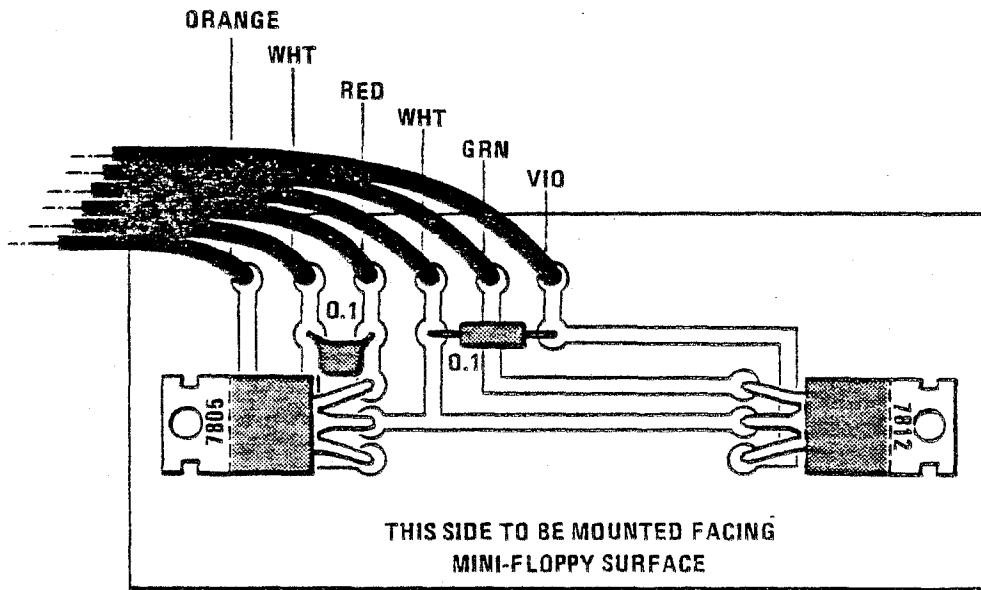 ORANGE
WHT
RED
WHT
GRN
VIO
0.1
0.1
7805
7812
THIS SIDE TO BE MOUNTED FACING
MINI-FLOPPY SURFACE